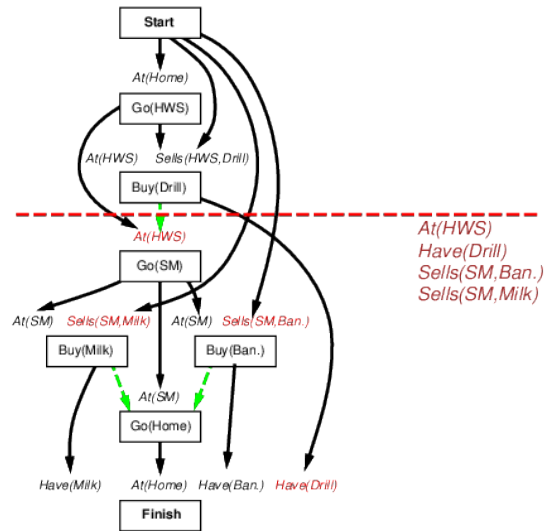 Start
At(Home)
Go(HWS)
At(HWS) Sells(HWS,Drill)
Buy(Drill)
At(HWS)
Have(Drill)
Sells(SM,Ban.)
Sells(SM,Milk)
At(HWS)
Go(SM)
At(SM) Sells(SM,Milk) At(SM) Sells(SM,Ban.)
Buy(Milk) Buy(Ban.)
At(SM)
Go(Home)
Have(Milk) At(Home) Have(Ban.) Have(Drill)
Finish